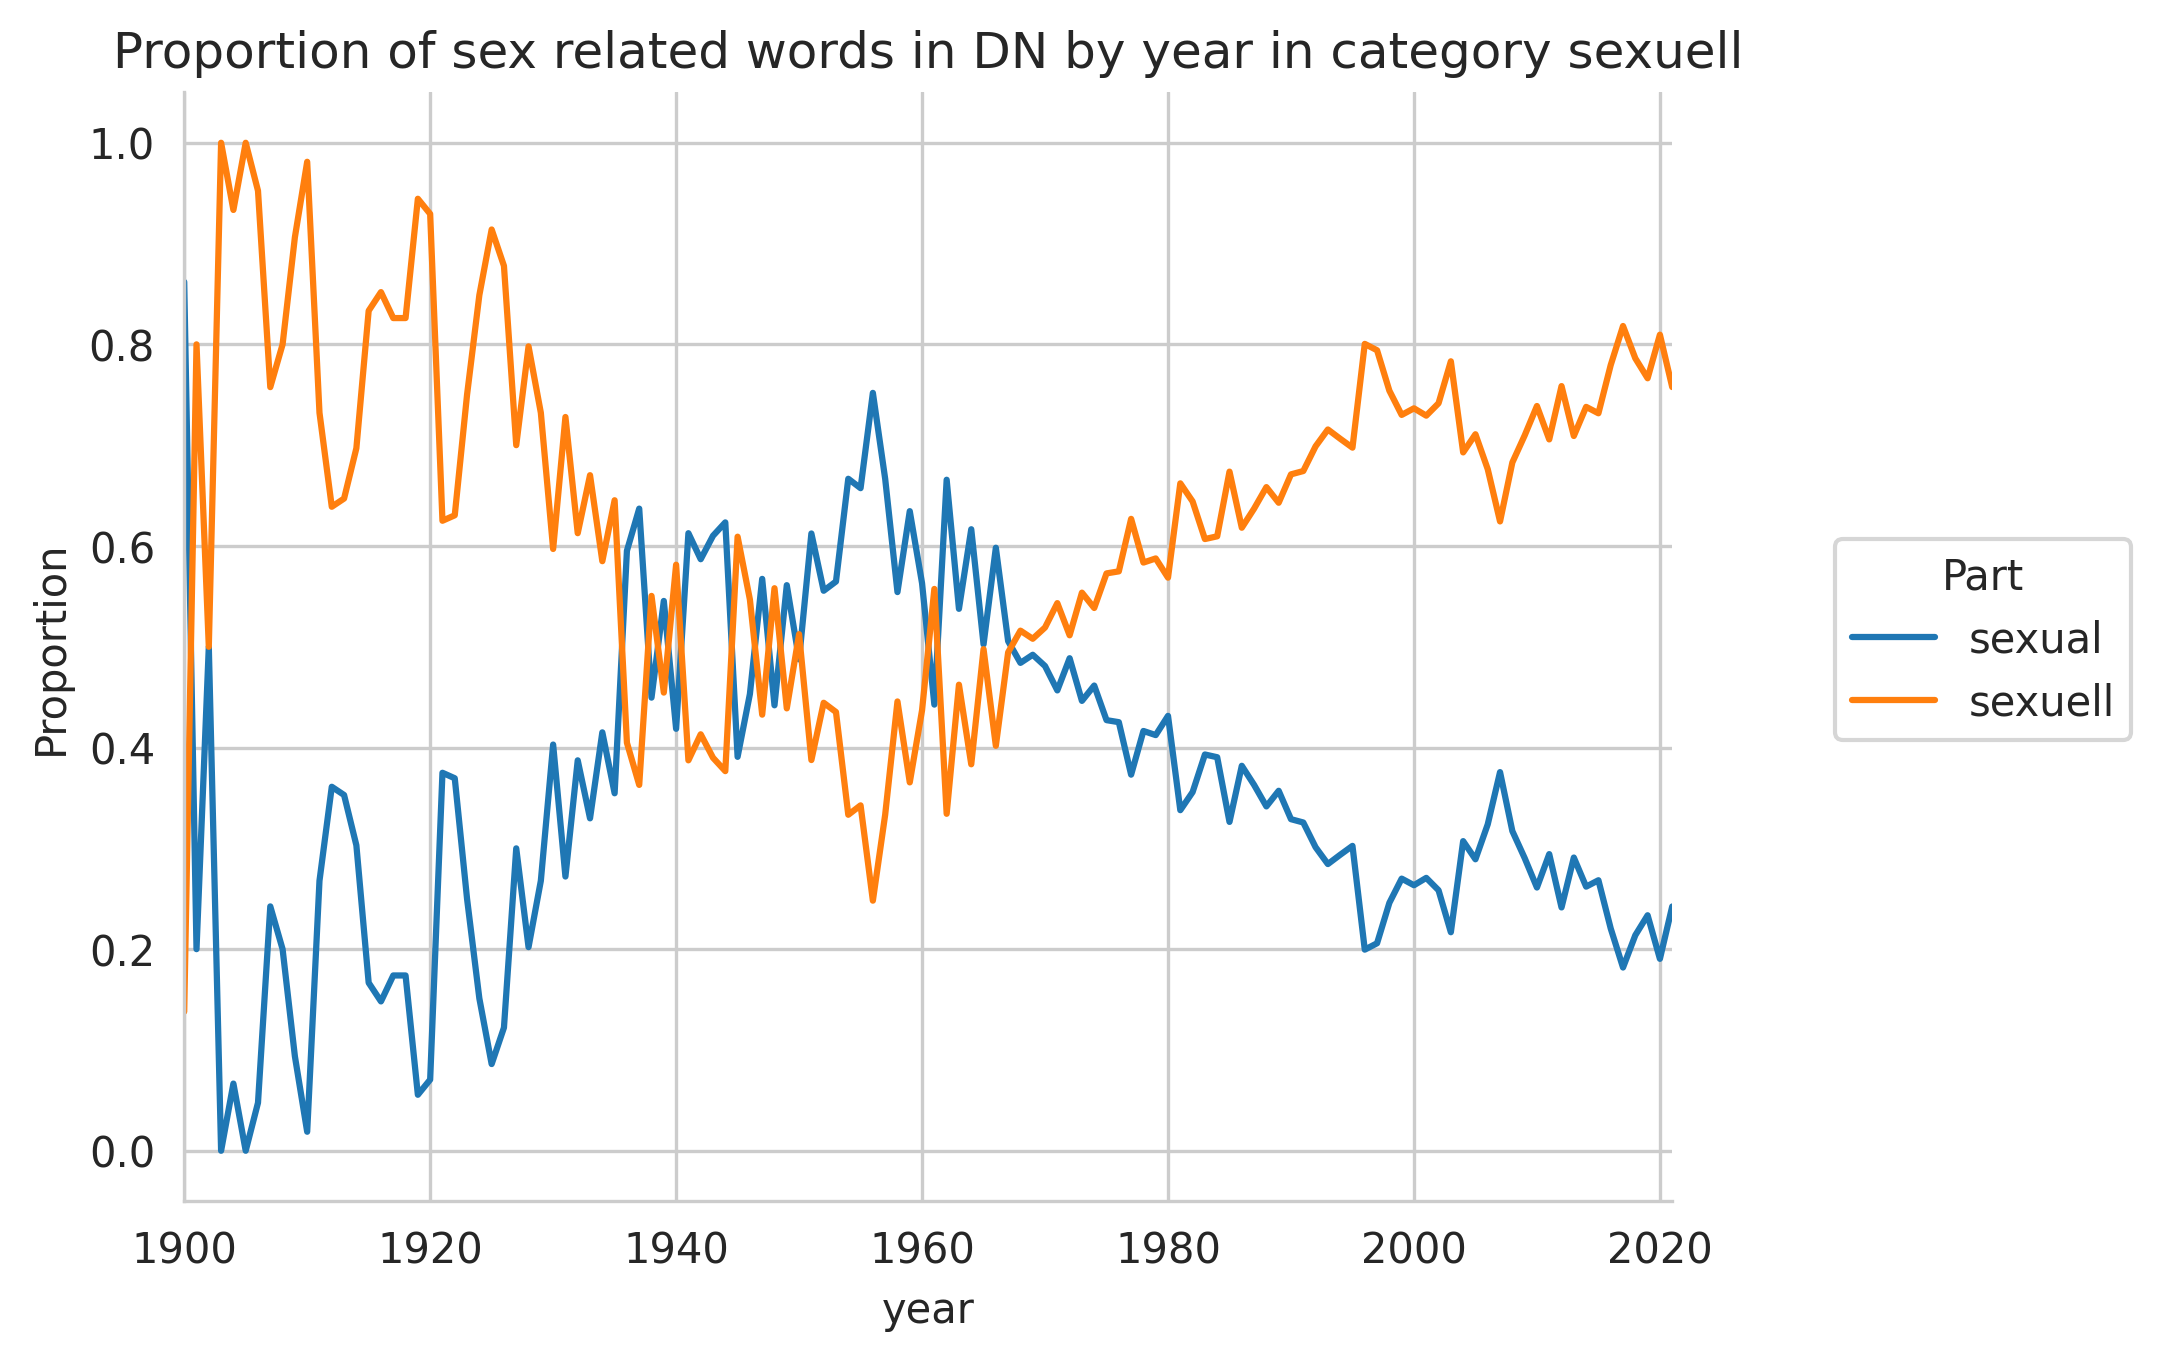 Proportion of sex related words in DN by year in category sexuell
1.0
0.8
0.6
0.4
0.2
0.0
Proportion
1900 1920 1940 1960 1980 2000 2020
year
Part
sexual
sexuell